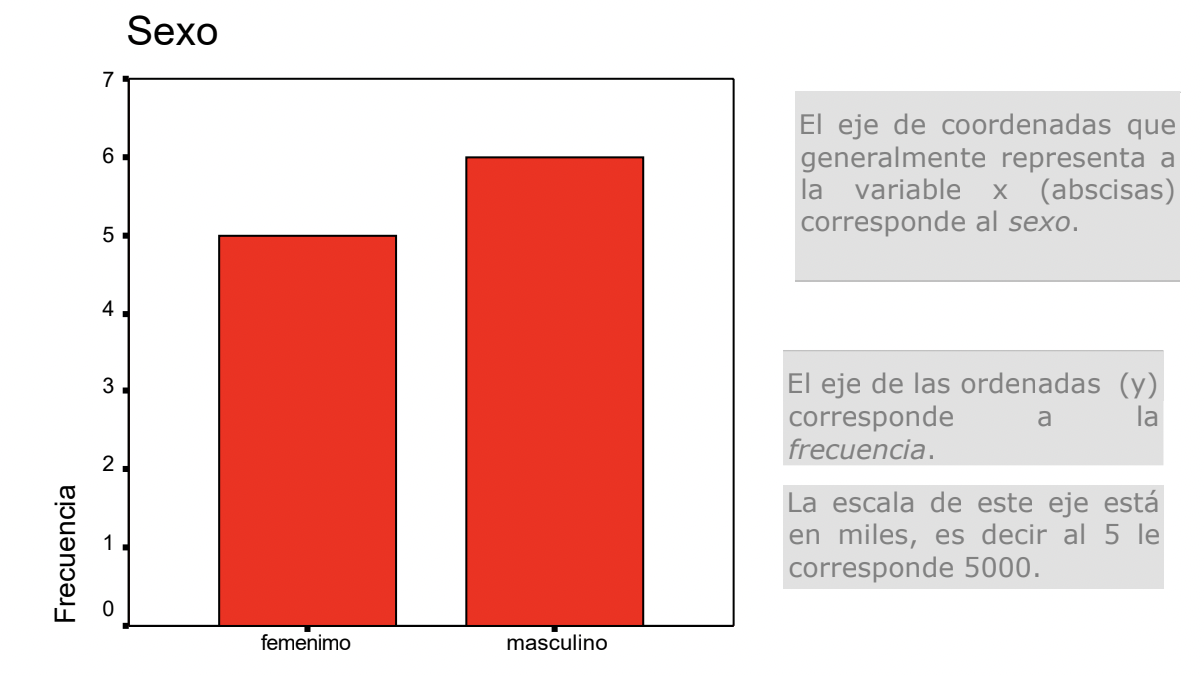 Sexo
7
6
5
4
3
2
1
0
Frecuencia
femenimo
masculino
El eje de coordenadas que
generalmente representa a
la variable x (abscisas)
corresponde al sexo.
El eje de las ordenadas (y)
corresponde a la
frecuencia.
La escala de este eje está
en miles, es decir al 5 le
corresponde 5000.